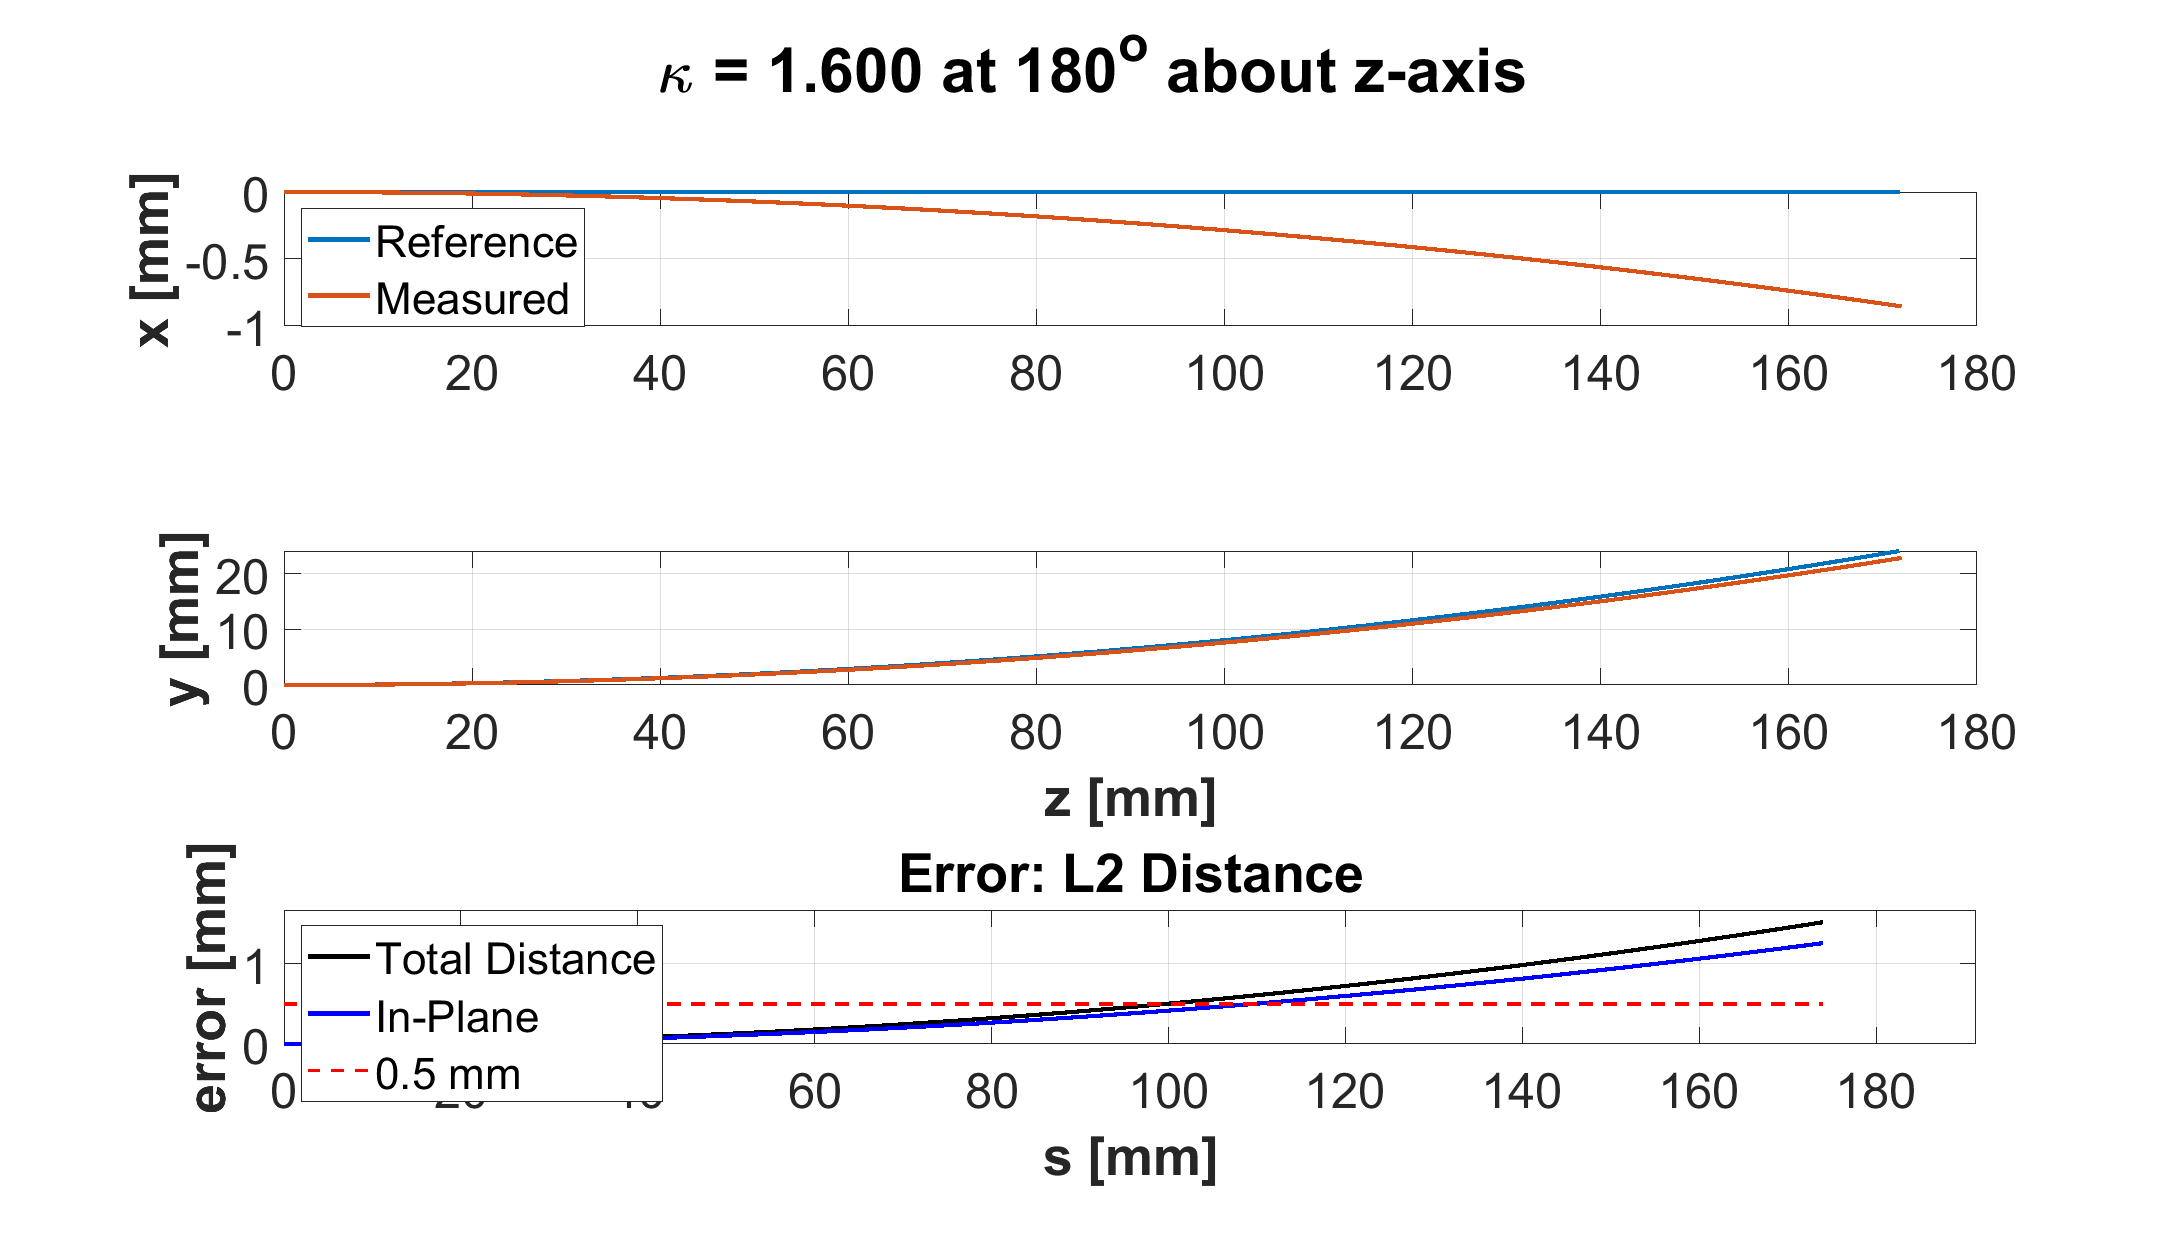 κ = 1.600 at 180° about z-axis
x [mm]
0
-0.5
-1
Reference
Measured
0 20 40 60 80 100 120 140 160 180
y [mm]
20
10
0
0 20 40 60 80 100 120 140 160 180
z [mm]
Error: L2 Distance
error [mm]
1
0
Total Distance
In-Plane
0.5 mm
0 60 80 100 120 140 160 180
s [mm]